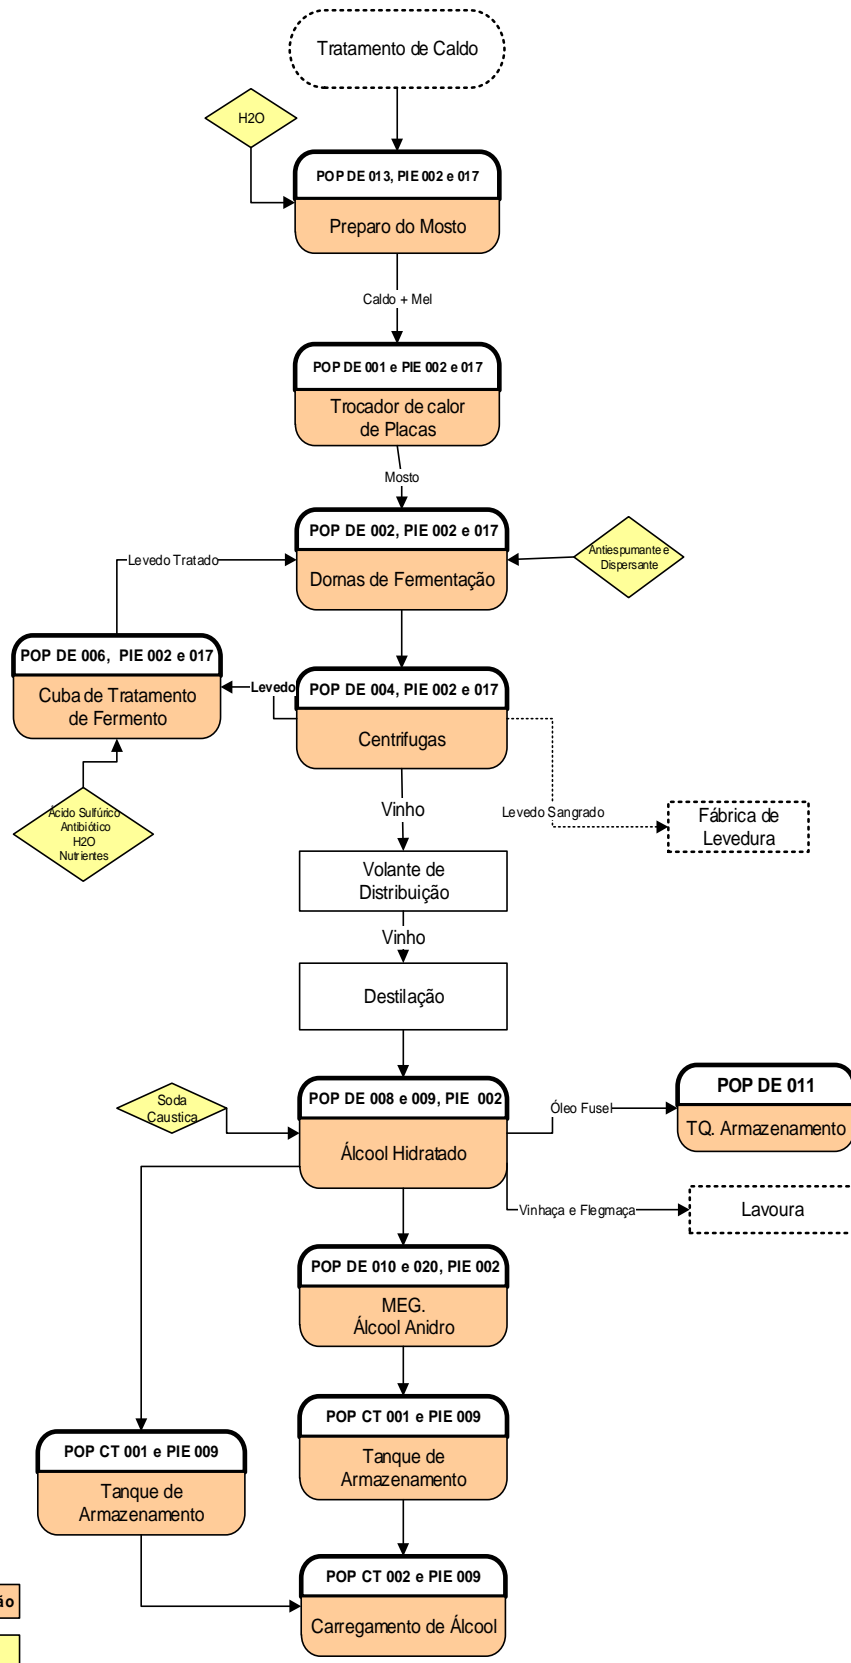 Tratamento de Caldo
H2O
POP DE 013, PIE 002 e 017
Preparo do Mosto
Caldo + Mel
POP DE 001 e PIE 002 e 017
Trocador de calor
de Placas
Mosto
POP DE 002, PIE 002 e 017
Dornas de Fermentação
Antiespumante e
Dispersante
Levedo Tratado
POP DE 006, PIE 002 e 017
Cuba de Tratamento
de Fermento
Levedo
POP DE 004, PIE 002 e 017
Centrifugas
Ácido Sulfúrico
Antibiótico
H2O
Nutrientes
Vinho
Levedo Sangrado
Fábrica de
Levedura
Volante de
Distribuição
Vinho
Destilação
Soda
Caustica
POP DE 008 e 009, PIE 002
Álcool Hidratado
Óleo Fusel
POP DE 011
TQ. Armazenamento
Vinhaça e Flegmaça
Lavoura
POP DE 010 e 020, PIE 002
MEG.
Álcool Anidro
POP CT 001 e PIE 009
Tanque de
Armazenamento
POP CT 001 e PIE 009
Tanque de
Armazenamento
POP CT 002 e PIE 009
Carregamento de Álcool
ão